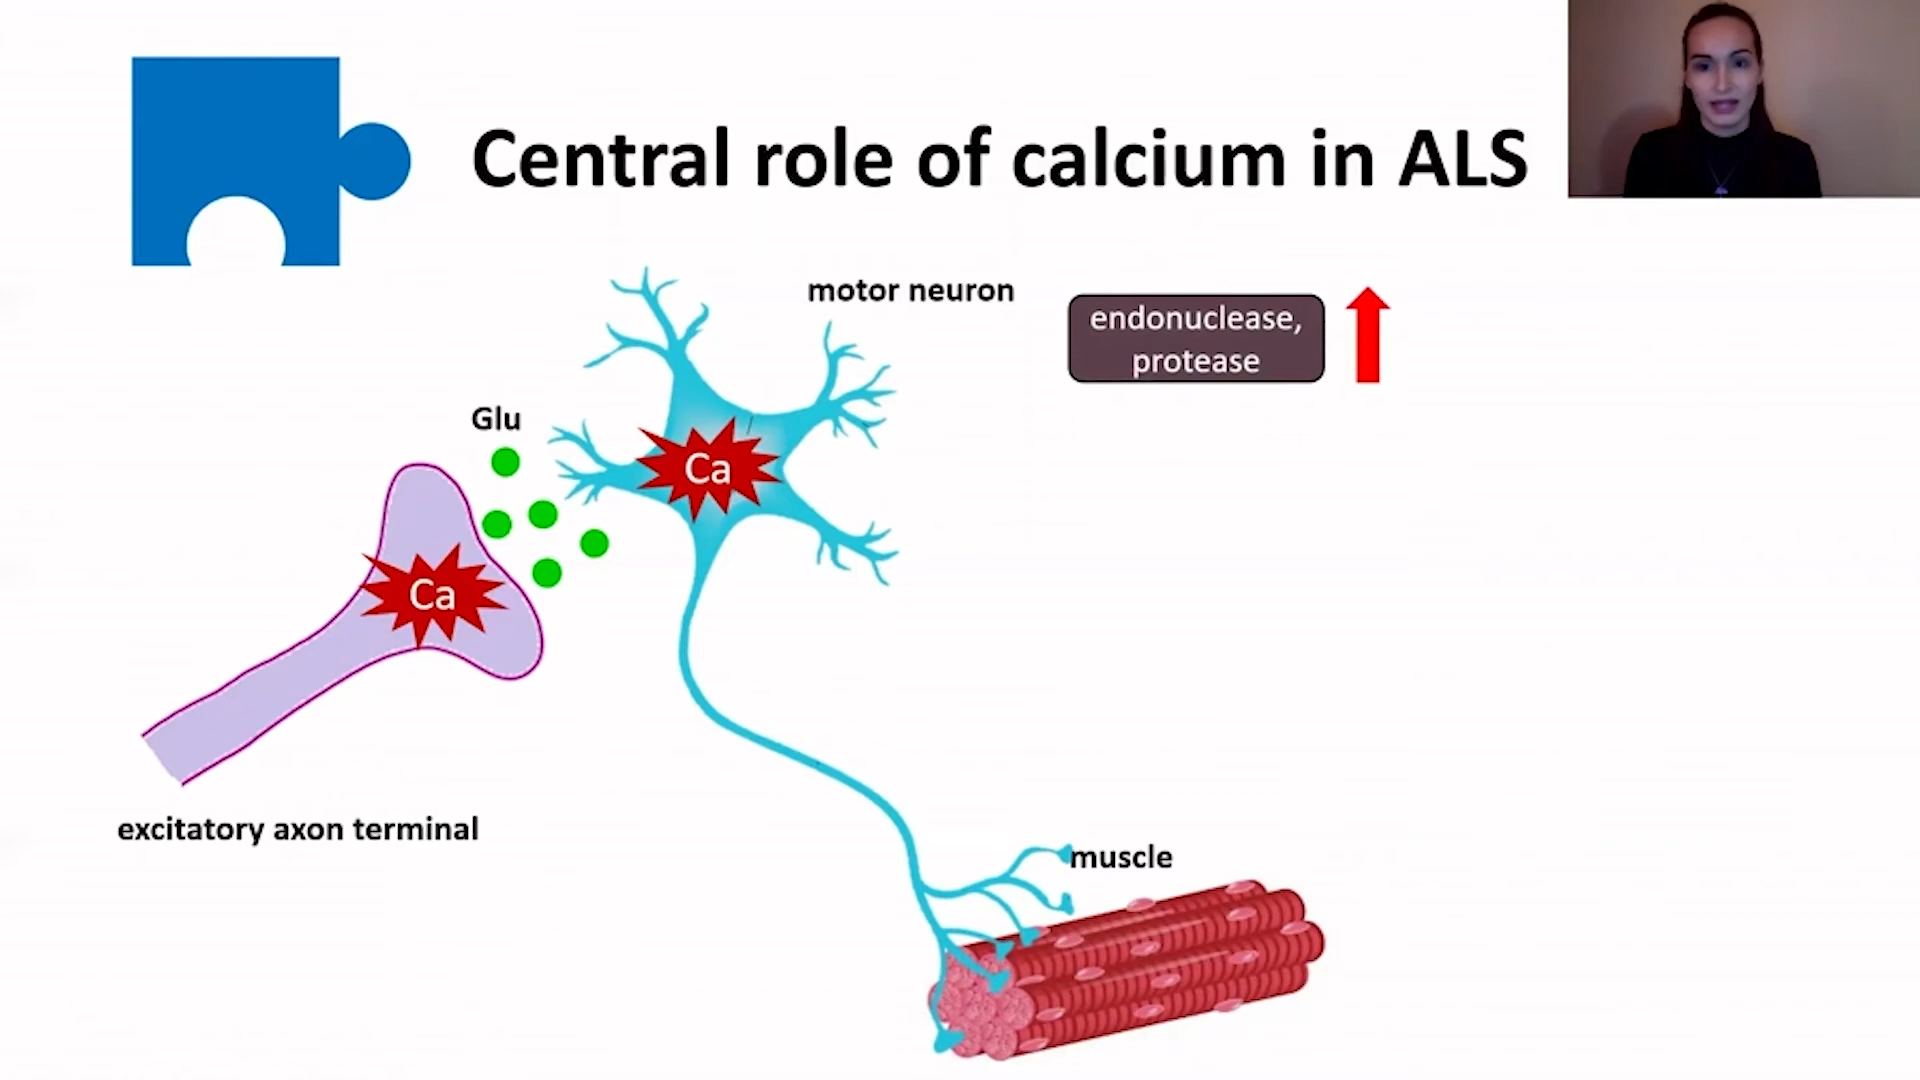 Central role of calcium in ALS
motor neuron
endonuclease,
protease
Glu
Ca
Ca
excitatory axon terminal
muscle